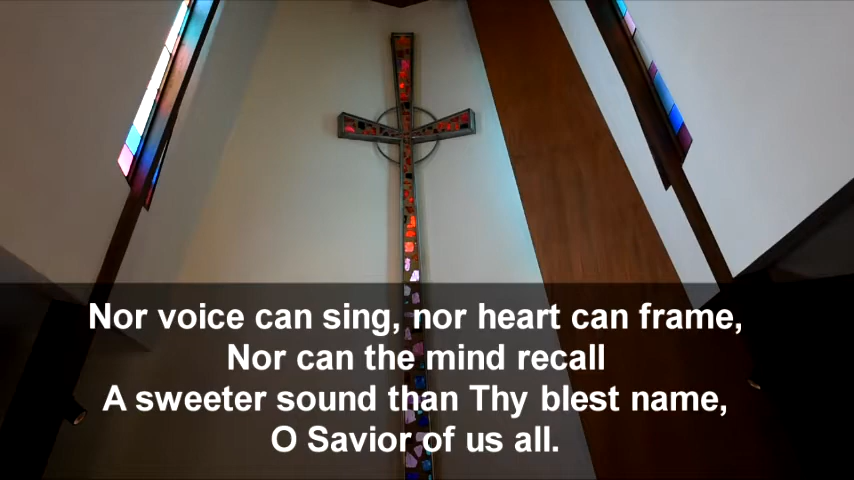 Nor voice can sing, nor heart can frame,
Nor can the mind recall
A sweeter sound than Thy blest name,
O Savior of us all.